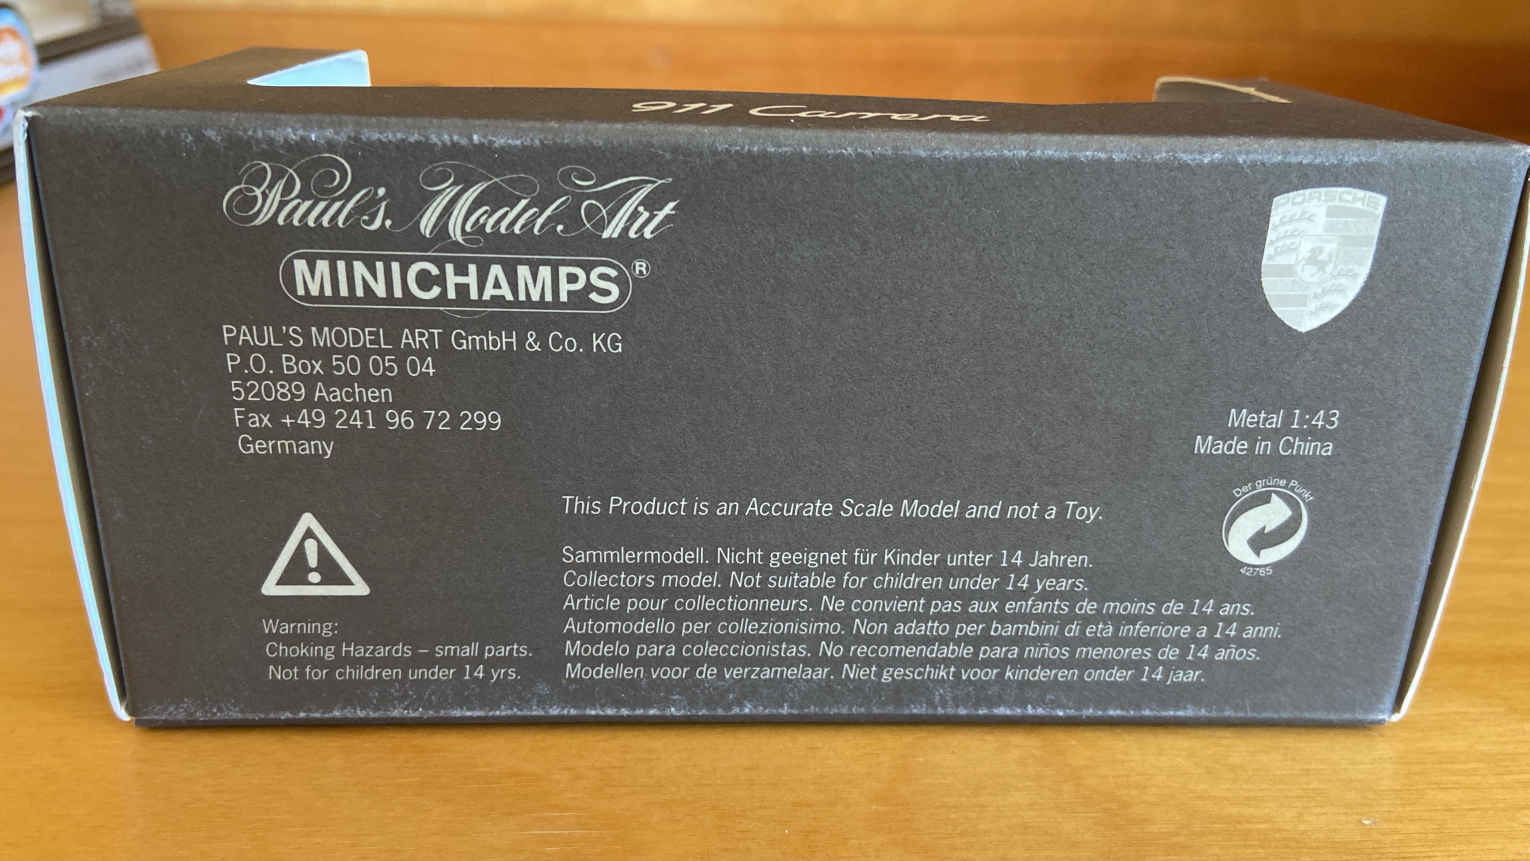 911 Carrera
Paul's Model Art
MINICHAMPS®
PAUL'S MODEL ART GmbH & Co. KG
P.O. Box 50 05 04
52089 Aachen
Fax +49 241 96 72 299
Germany
PORSCHE
Metal 1:43
Made in China
Der grüne Punkt
42765
This Product is an Accurate Scale Model and not a Toy.
Sammlermodell. Nicht geeignet für Kinder unter 14 Jahren.
Collectors model. Not suitable for children under 14 years.
Article pour collectionneurs. Ne convient pas aux enfants de moins de 14 ans.
Automodello per collezionisimo. Non adatto per bambini di età inferiore a 14 anni.
Modelo para coleccionistas. No recomendable para niños menores de 14 años.
Modellen voor de verzamelaar. Niet geschikt voor kinderen onder 14 jaar.
Warning:
Choking Hazards – small parts.
Not for children under 14 yrs.